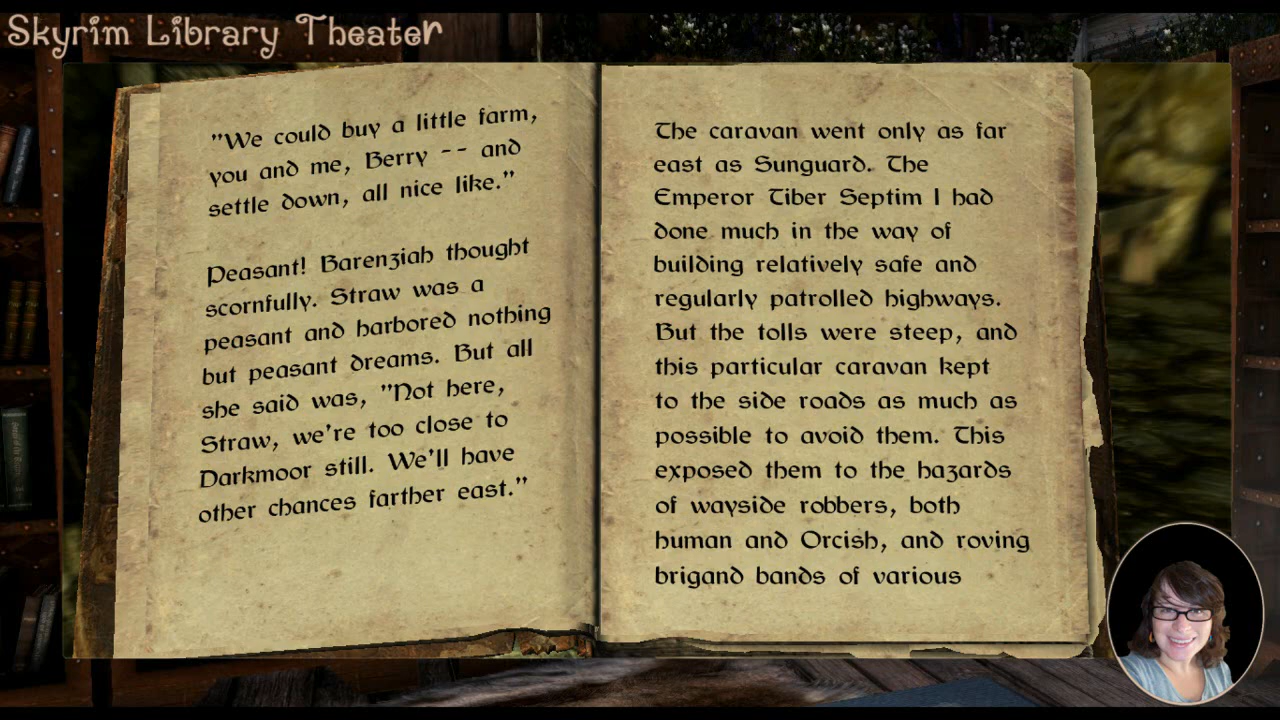 Skyrim Library Theater
"We could buy a little farm,
you and me, Berry -- and
settle down, all nice like."
Peasant! Barenziah thought
scornfully. Straw was a
peasant and harbored nothing
but peasant dreams. But all
she said was, "Not here,
Straw, we're too close to
Darkmoor still. We'll have
other chances farther east."
The caravan went only as far
east as Sunguard. The
Emperor Tiber Septim I had
done much in the way of
building relatively safe and
regularly patrolled highways.
But the tolls were steep, and
this particular caravan kept
to the side roads as much as
possible to avoid them. This
exposed them to the hazards
of wayside robbers, both
human and Orcish, and roving
brigand bands of various